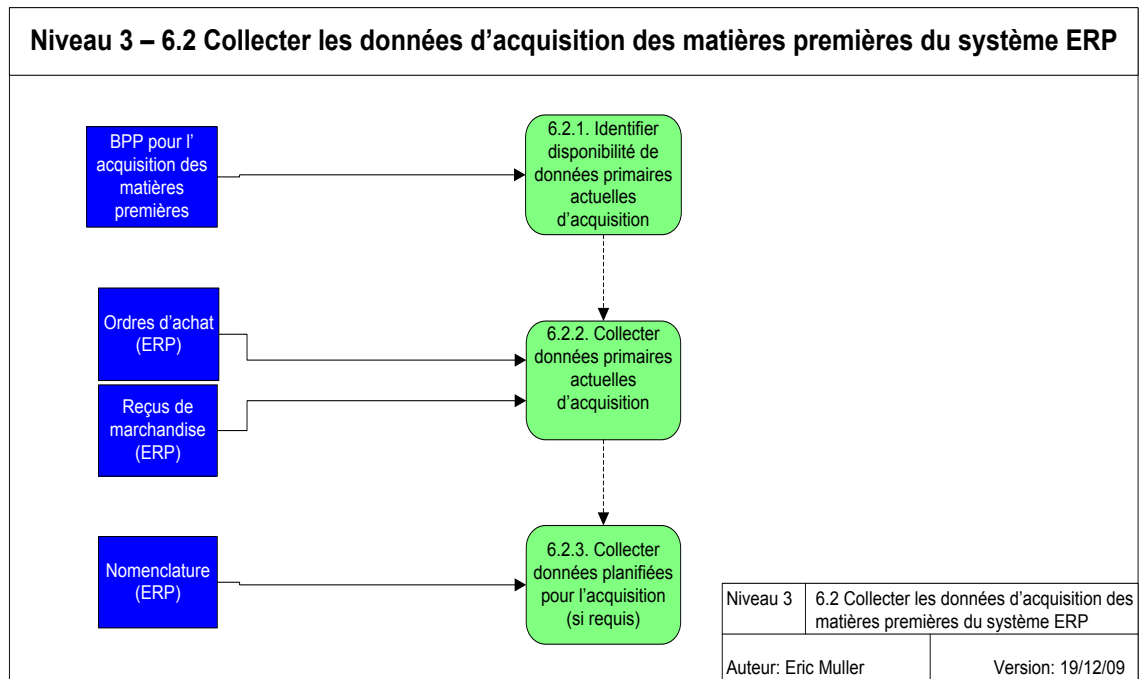 Niveau 3 – 6.2 Collecter les données d’acquisition des matières premières du système ERP
BPP pour l’
acquisition des
matières
premières
6.2.1. Identifier
disponibilité de
données primaires
actuelles
d’acquisition
Ordres d’achat
(ERP)
Reçus de
marchandise
(ERP)
6.2.2. Collecter
données primaires
actuelles
d’acquisition
Nomenclature
(ERP)
6.2.3. Collecter
données planifiées
pour l’acquisition
(si requis)
Niveau 3
6.2 Collecter les données d’acquisition des
matières premières du système ERP
Auteur: Eric Muller
Version: 19/12/09